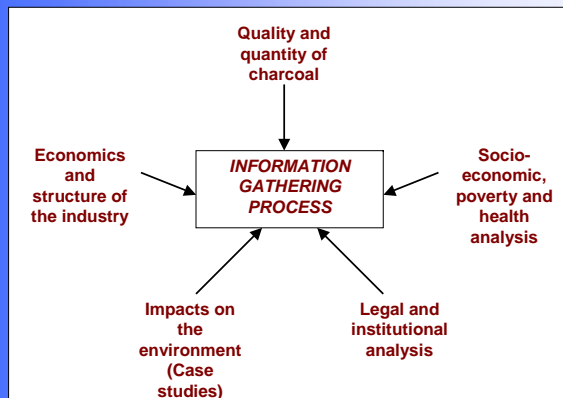 Quality and
quantity of
charcoal
Economics
and
structure of
the industry
INFORMATION
GATHERING
PROCESS
Socio-
economic,
poverty and
health
analysis
Impacts on
the
environment
(Case
studies)
Legal and
institutional
analysis